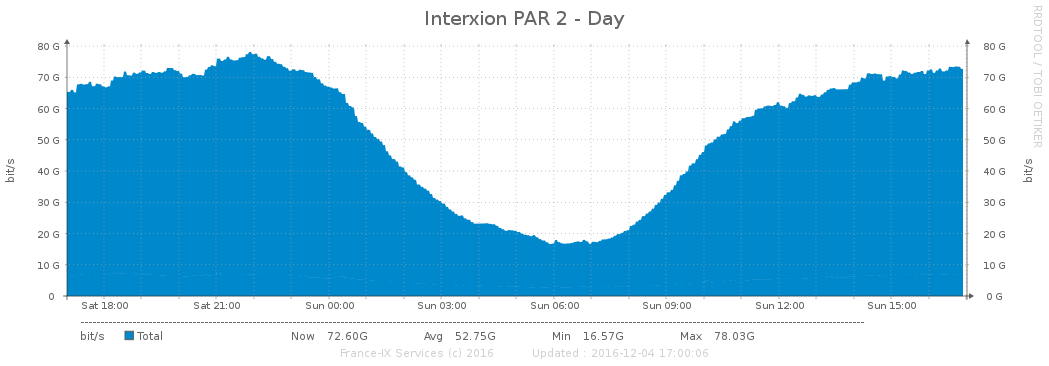 Interxion PAR 2 - Day
RRDTOOL / TOBI OETIKER
bit/s
80 G 80 G
70 G 70 G
60 G 60 G
50 G 50 G
40 G 40 G
30 G 30 G
20 G 20 G
10 G 10 G
0 0 G
bit/s
Sat 18:00 Sat 21:00 Sun 00:00 Sun 03:00 Sun 06:00 Sun 09:00 Sun 12:00 Sun 15:00
bit/s Total Now 72.60G Avg 52.75G Min 16.57G Max 78.03G
France-IX Services (c) 2016 Updated : 2016-12-04 17:00:06